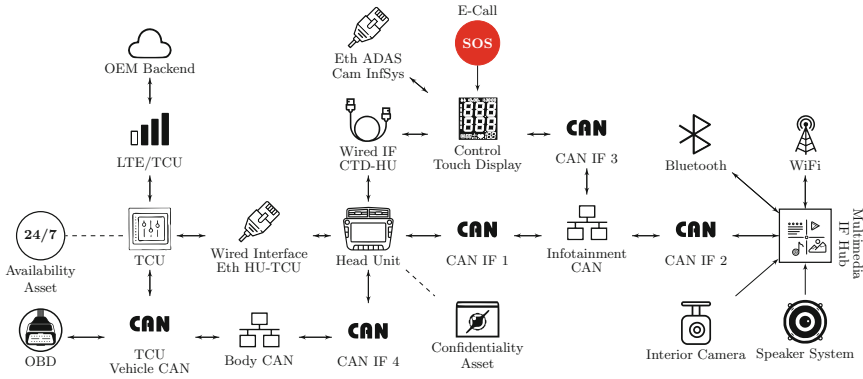 E-Call
SOS
Eth ADAS
Cam InfSys
OEM Backend
Wired IF
CTD-HU
Control
Touch Display
CAN
CAN IF 3
LTE/TCU
Bluetooth
WiFi
24/7
Availability
Asset
TCU
Wired Interface
Eth HU-TCU
Head Unit
CAN
CAN IF 1
Infotainment
CAN
CAN
CAN IF 2
Multimedia
IF Hub
OBD
CAN
TCU
Vehicle CAN
Body CAN
CAN
CAN IF 4
Confidentiality
Asset
Interior Camera
Speaker System